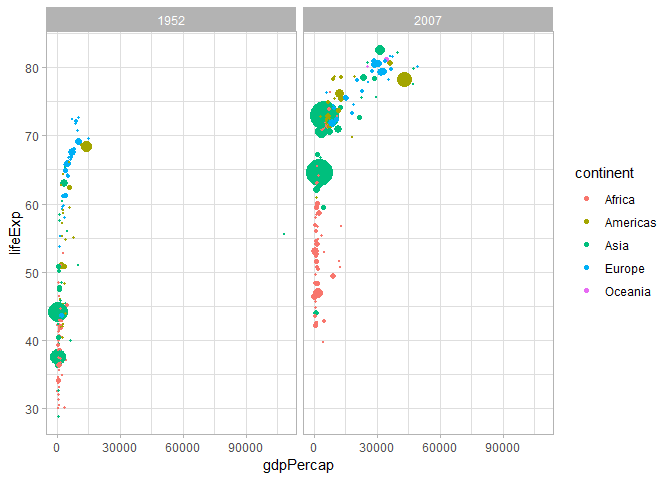 1952 2007
80
70
60
50
40
30
lifeExp
0 30000 60000 90000 0 30000 60000 90000
gdpPercap
continent
Africa
Americas
Asia
Europe
Oceania